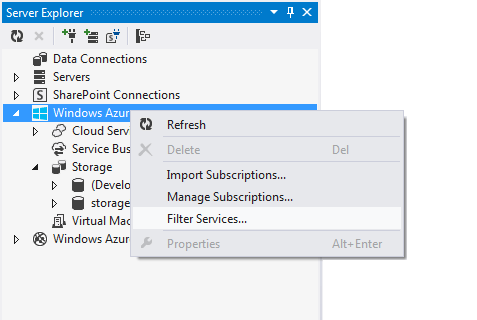 Server Explorer
Data Connections
Servers
SharePoint Connections
Windows Azur
Refresh
Cloud Serv
Delete Del
Service Bus
Storage
Import Subscriptions...
(Develo
Manage Subscriptions...
storage
Filter Services...
Virtual Mac
Windows Azur
Properties Alt+Enter